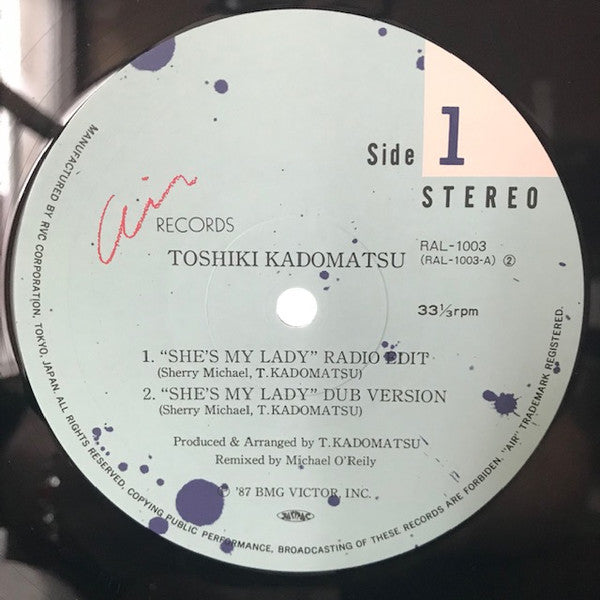 Side 1
STEREO
Air RECORDS
TOSHIKI KADOMATSU
RAL-1003
(RAL-1003-A) ②
33⅓rpm
1. “SHE'S MY LADY” RADIO EDIT
(Sherry Michael, T.KADOMATSU)
2. “SHE'S MY LADY” DUB VERSION
(Sherry Michael, T.KADOMATSU)
Produced & Arranged by T.KADOMATSU
Remixed by Michael O'Reily
Ⓟ '87 BMG VICTOR, INC.
MANUFACTURED BY RVC CORPORATION, TOKYO, JAPAN. ALL RIGHTS RESERVED. COPYING PUBLIC PERFORMANCE, BROADCASTING OF THESE RECORDS ARE FORBIDDEN. "AIR" TRADEMARK REGISTERED.